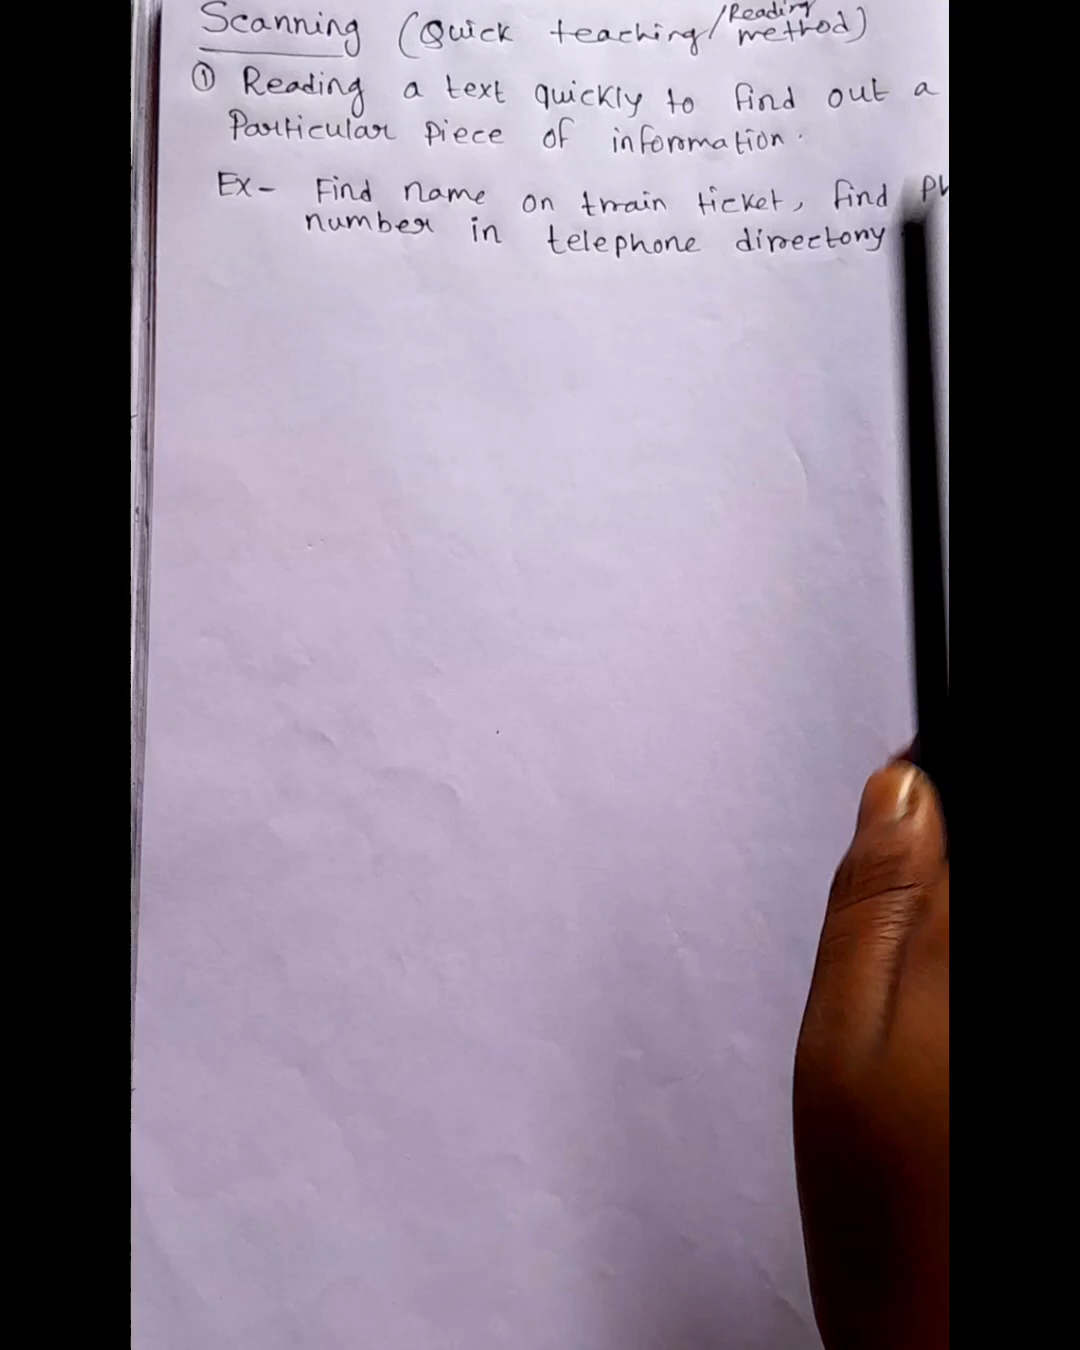 Scanning (Quick teaching/Reading method)
① Reading a text quickly to find out a
Particular Piece of information.
Ex- Find name on train ticket, find
number in telephone directory